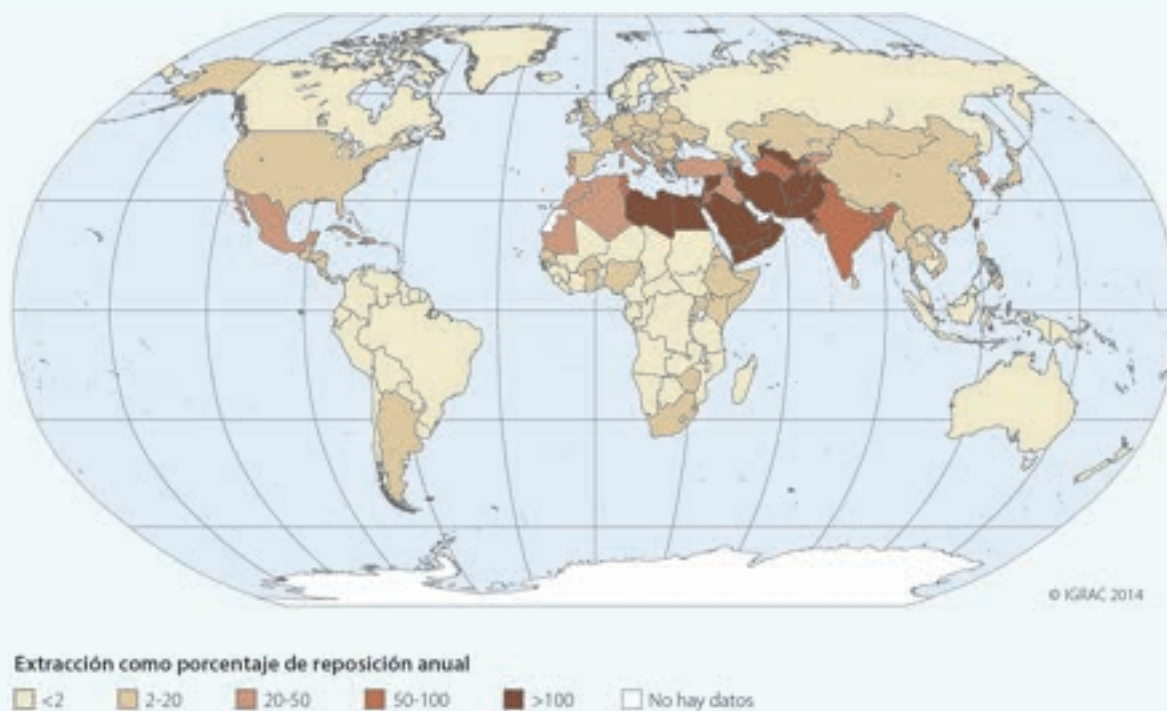 © IGRAC 2014
Extracción como porcentaje de reposición anual
<2 2-20 20-50 50-100 >100 No hay datos